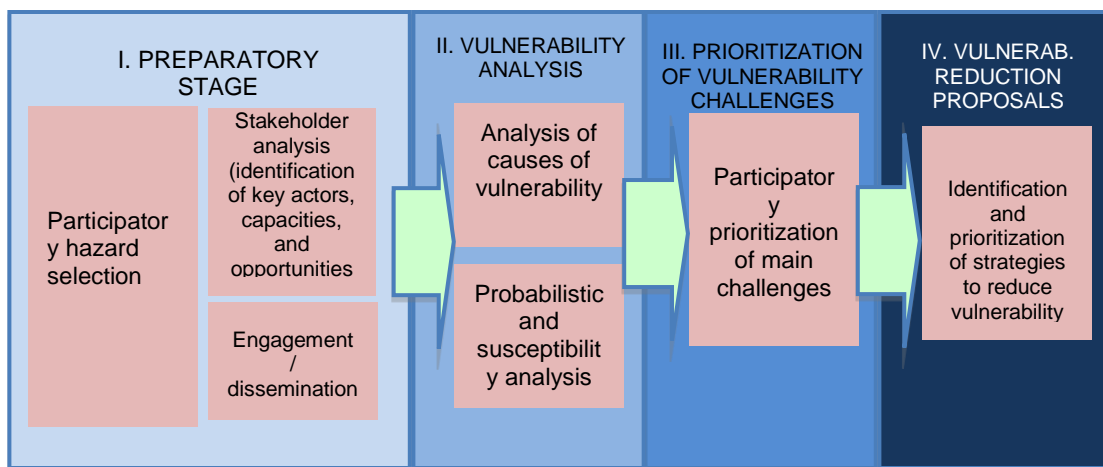 I. PREPARATORY
STAGE
Participator
y hazard
selection
Stakeholder
analysis
(identification
of key actors,
capacities,
and
opportunities
Engagement
/
dissemination
II. VULNERABILITY
ANALYSIS
Analysis of
causes of
vulnerability
Probabilistic
and
susceptibilit
y analysis
III. PRIORITIZATION
OF VULNERABILITY
CHALLENGES
Participator
y
prioritization
of main
challenges
IV. VULNERAB.
REDUCTION
PROPOSALS
Identification
and
prioritization
of strategies
to reduce
vulnerability